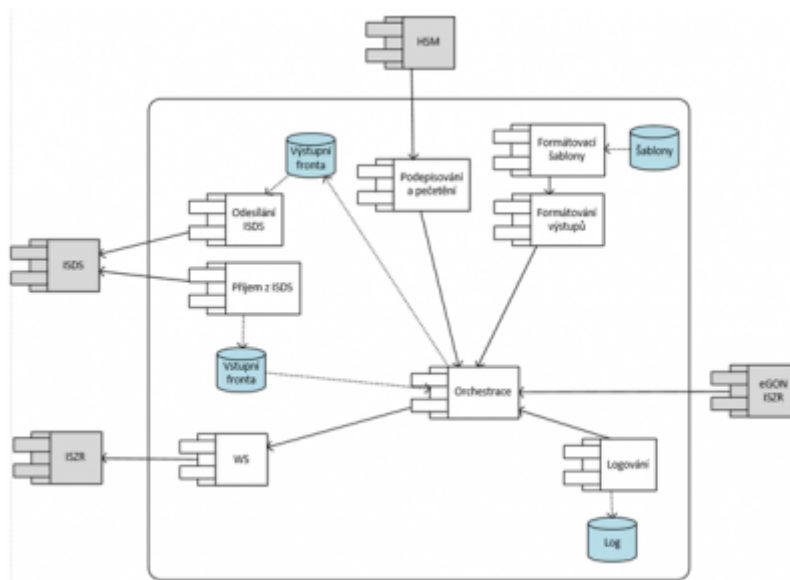 HSM
Výstupní
fronta
Podepisování
a pečetění
Formátovací
šablony
Šablony
Odesílání
ISDS
Formátování
výstupů
ISDS
Příjem z ISDS
Vstupní
fronta
Orchestrace
eGON
ISZR
ISZR
WS
Logování
Log